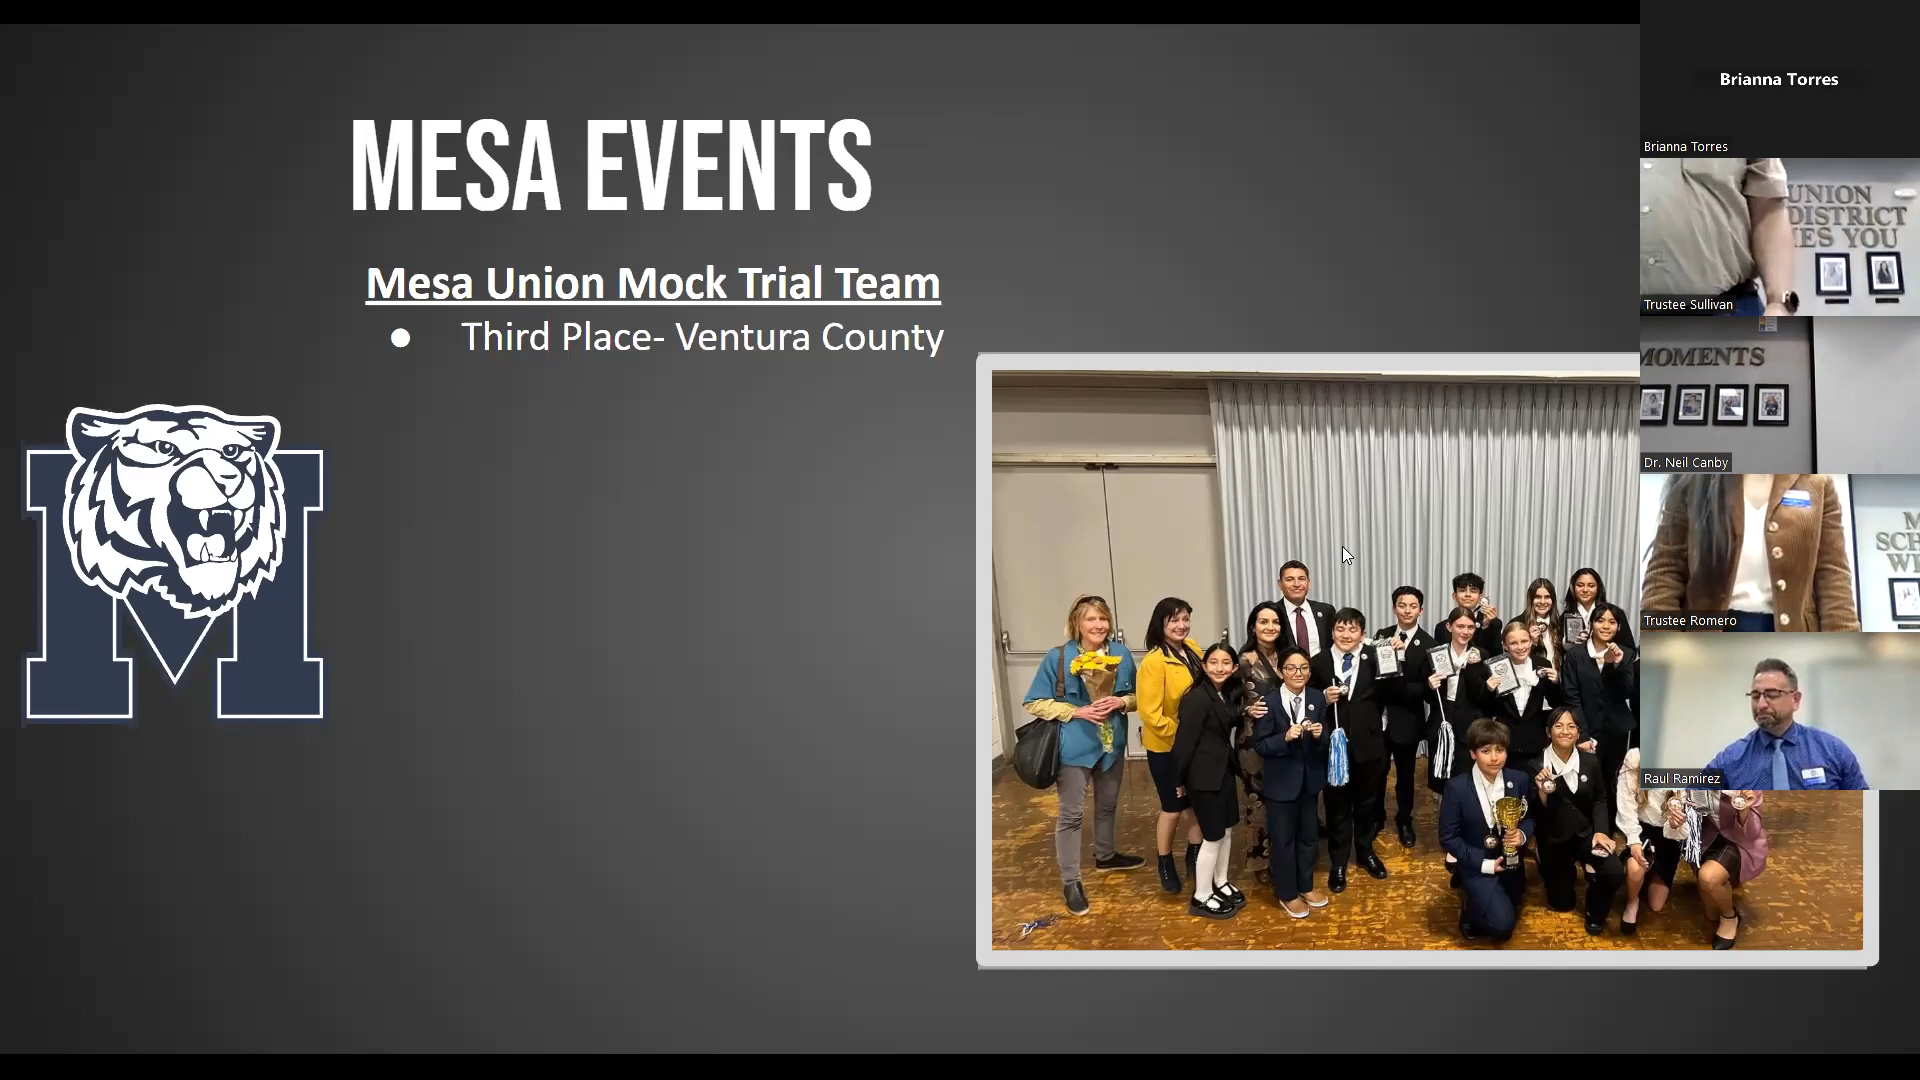 MESA EVENTS
Mesa Union Mock Trial Team
● Third Place- Ventura County
M
Brianna Torres
Brianna Torres
UNION
DISTRICT
YOU
Trustee Sullivan
MOMENTS
Dr. Neil Canby
Trustee Romero
Raul Ramirez